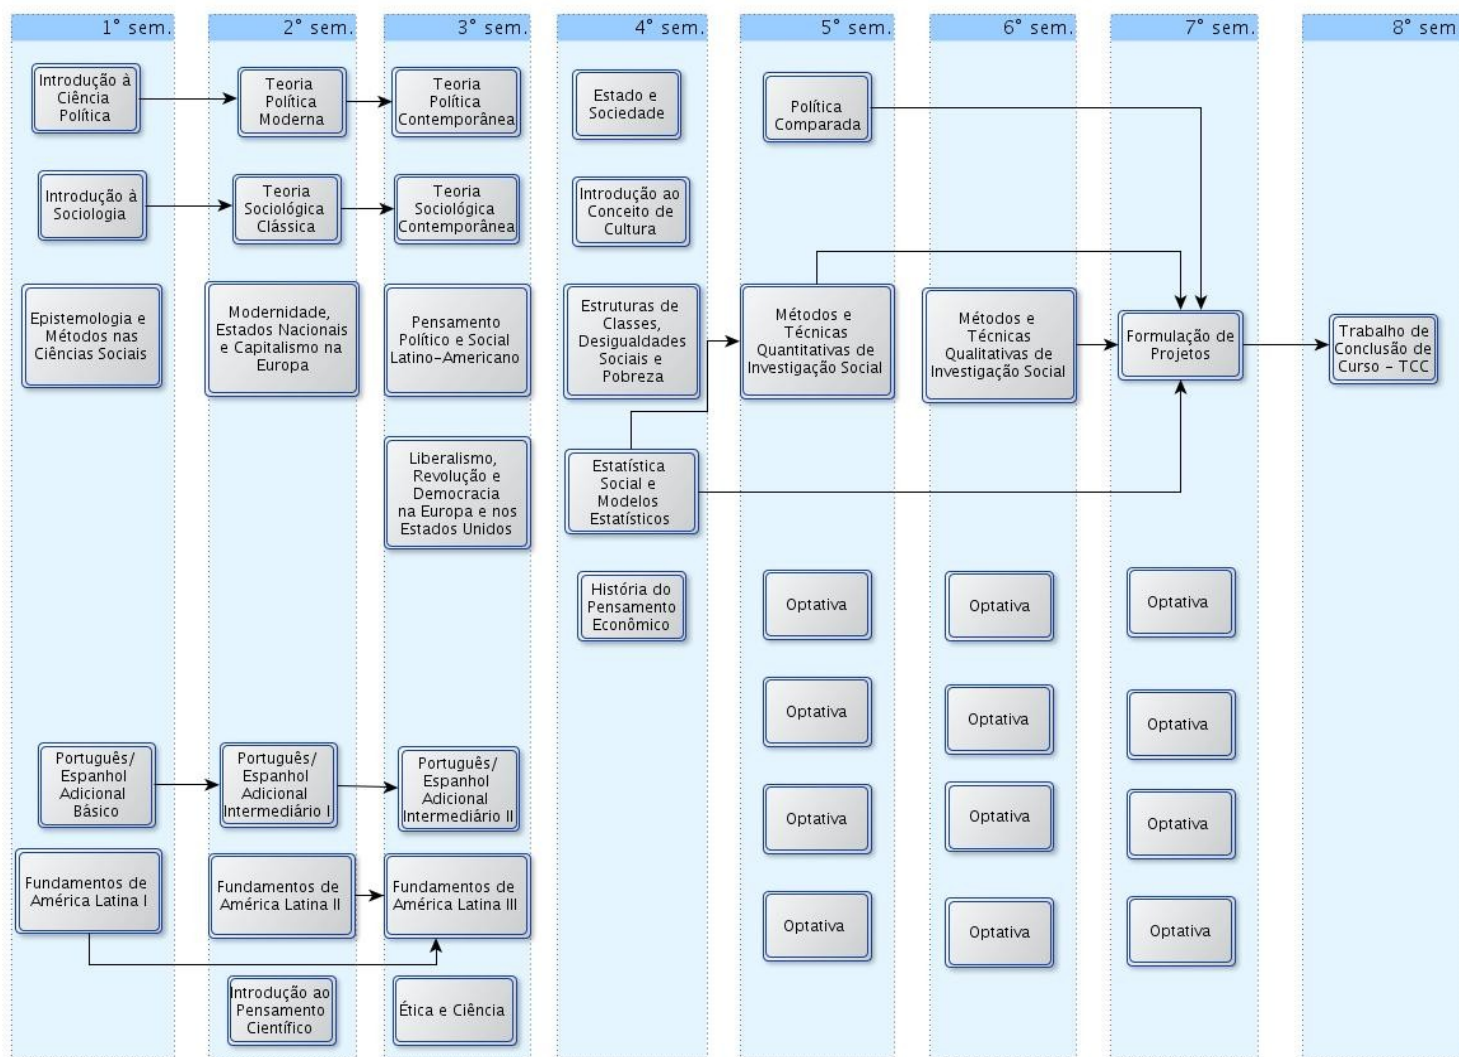 1° sem.
2° sem.
3° sem.
4° sem.
5° sem.
6° sem.
7° sem.
8° sem
Introdução à
Ciência
Política
Teoria
Política
Moderna
Teoria
Política
Contemporânea
Estado e
Sociedade
Política
Comparada
Introdução à
Sociologia
Teoria
Sociológica
Clássica
Teoria
Sociológica
Contemporânea
Introdução ao
Conceito de
Cultura
Epistemologia e
Métodos nas
Ciências Sociais
Modernidade,
Estados Nacionais
e Capitalismo na
Europa
Pensamento
Político e Social
Latino-Americano
Estruturas de
Classes,
Desigualdades
Sociais e
Pobreza
Métodos e
Técnicas
Quantitativas de
Investigação Social
Métodos e
Técnicas
Qualitativas de
Investigação Social
Formulação de
Projetos
Trabalho de
Conclusão de
Curso - TCC
Liberalismo,
Revolução e
Democracia
na Europa e nos
Estados Unidos
Estatística
Social e
Modelos
Estatísticos
História do
Pensamento
Econômico
Optativa
Optativa
Optativa
Optativa
Optativa
Optativa
Português/
Espanhol
Adicional
Básico
Português/
Espanhol
Adicional
Intermediário I
Português/
Espanhol
Adicional
Intermediário II
Optativa
Optativa
Optativa
Fundamentos de
América Latina I
Fundamentos de
América Latina II
Fundamentos de
América Latina III
Optativa
Optativa
Optativa
Introdução ao
Pensamento
Científico
Ética e Ciência